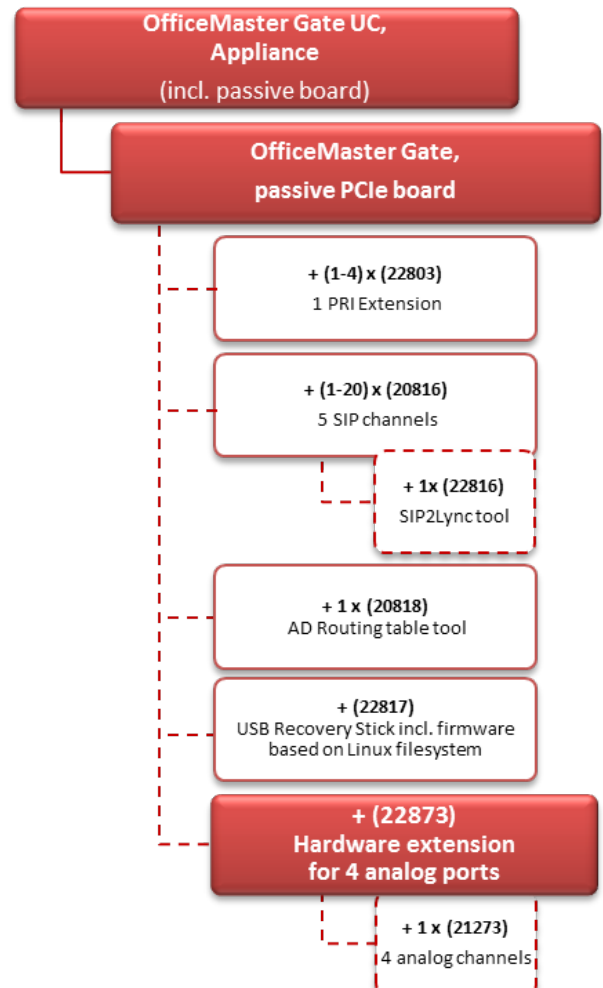 OfficeMaster Gate UC,
Appliance
(incl. passive board)
OfficeMaster Gate,
passive PCIe board
+ (1-4) x (22803)
1 PRI Extension
+ (1-20) x (20816)
5 SIP channels
+ 1x (22816)
SIP2Lync tool
+ 1 x (20818)
AD Routing table tool
+ (22817)
USB Recovery Stick incl. firmware
based on Linux filesystem
+ (22873)
Hardware extension
for 4 analog ports
+ 1 x (21273)
4 analog channels